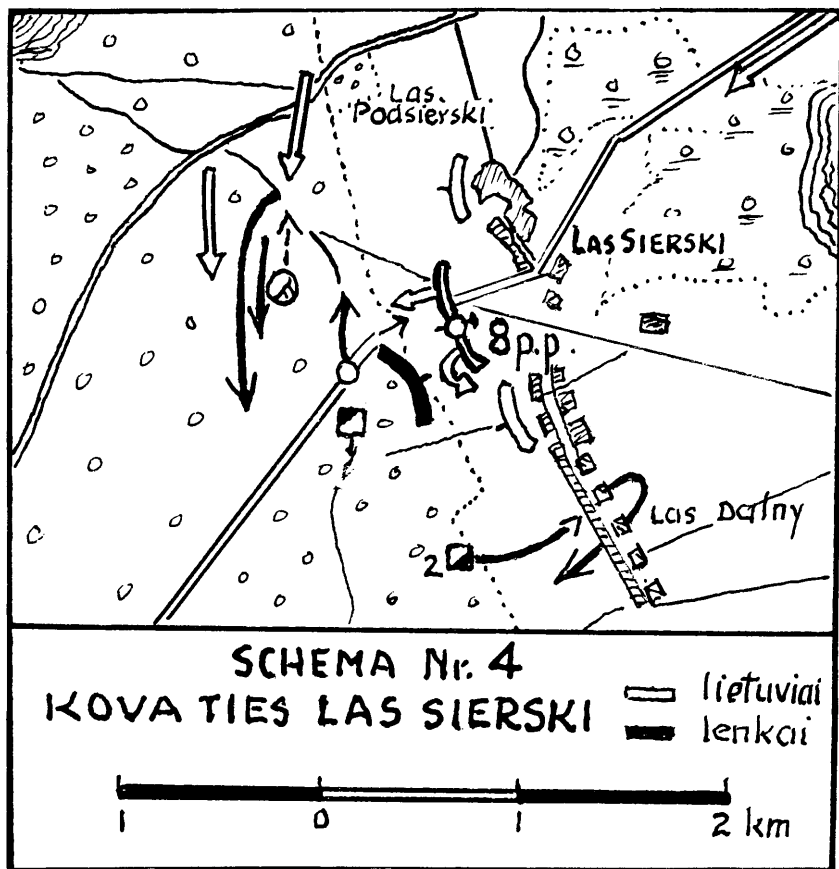 Las
Podsierski
LAS SIERSKI
8 p.p
Las Dalny
2
SCHEMA Nr. 4
KOVA TIES LAS SIERSKI
lietuviai
lenkai
1 0 1 2 km